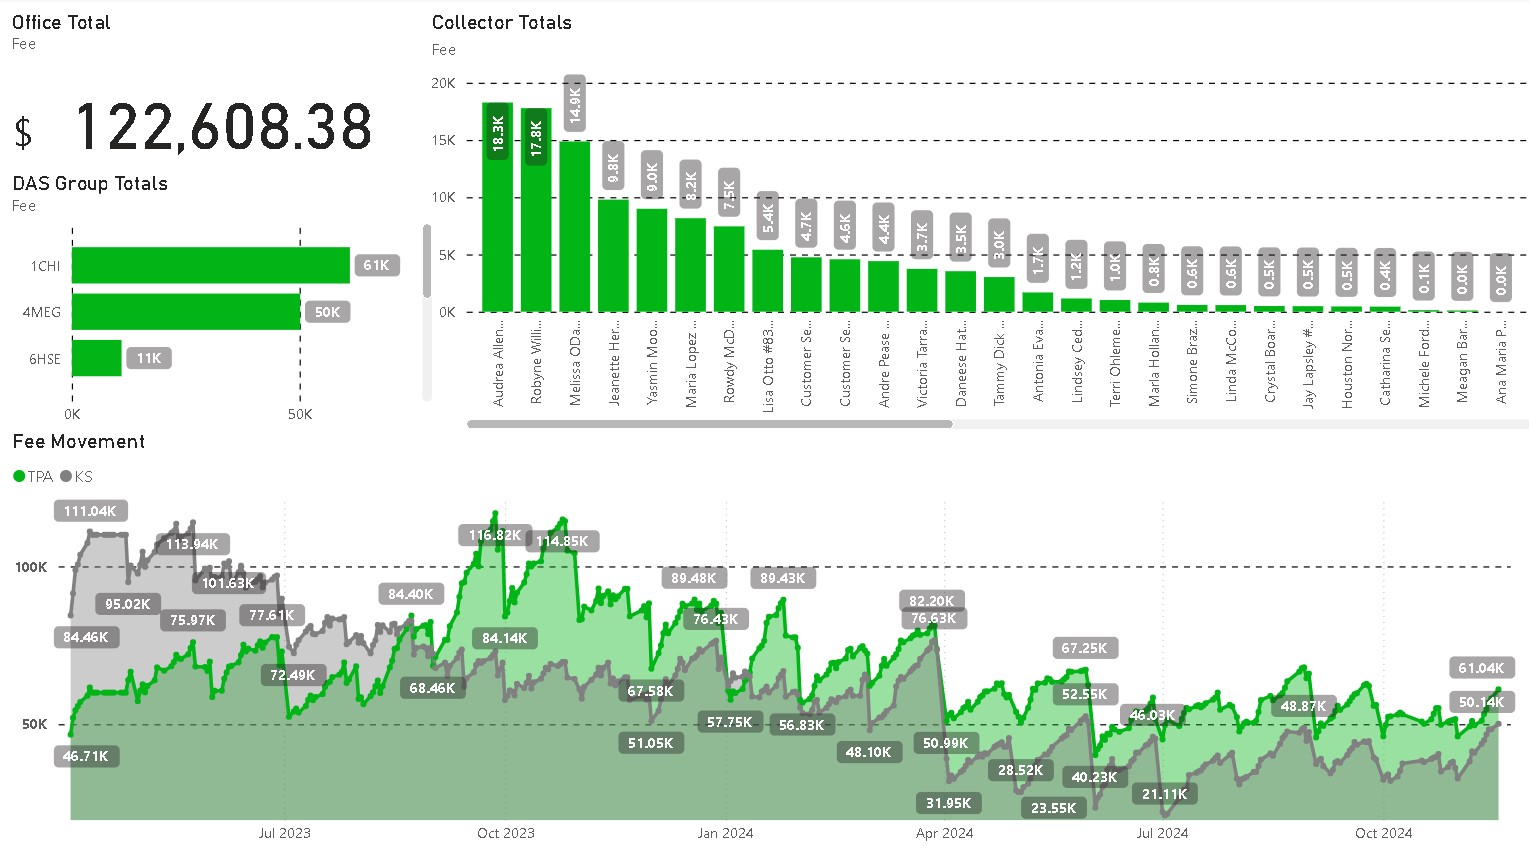 Office Total
Fee
$ 122,608.38
DAS Group Totals
Fee
1CHI 61K
4MEG 50K
6HSE 11K
0K 50K
Collector Totals
Fee
20K
15K
10K
5K
0K
18.3K 17.8K 14.9K 9.8K 9.0K 8.2K 7.5K 5.4K 4.7K 4.6K 4.4K 3.7K 3.5K 3.0K 1.7K 1.2K 1.0K 0.8K 0.6K 0.6K 0.5K 0.5K 0.5K 0.4K 0.1K 0.0K 0.0K
Audrea Allen...
Robyne Willi...
Melissa ODa...
Jeanette Her...
Yasmin Moo...
Maria Lopez ...
Rowdy McD...
Lisa Otto #83...
Customer Se...
Customer Se...
Andre Pease ...
Victoria Tarra...
Daneese Hat...
Tammy Dick ...
Antonia Eva...
Lindsey Ced...
Terri Ohleme...
Marla Hollan...
Simone Braz...
Linda McCo...
Crystal Boar...
Jay Lapsley #...
Houston Nor...
Catharina Se...
Michele Ford...
Meagan Bar...
Ana Maria P...
Fee Movement
TPA KS
100K
50K
111.04K
113.94K
101.63K
95.02K
75.97K
77.61K
84.46K
72.49K
46.71K
84.40K
68.46K
116.82K
114.85K
84.14K
89.48K
89.43K
76.43K
67.58K
57.75K
56.83K
51.05K
48.10K
82.20K
76.63K
50.99K
31.95K
67.25K
52.55K
28.52K
23.55K
40.23K
46.03K
21.11K
48.87K
61.04K
50.14K
Jul 2023 Oct 2023 Jan 2024 Apr 2024 Jul 2024 Oct 2024